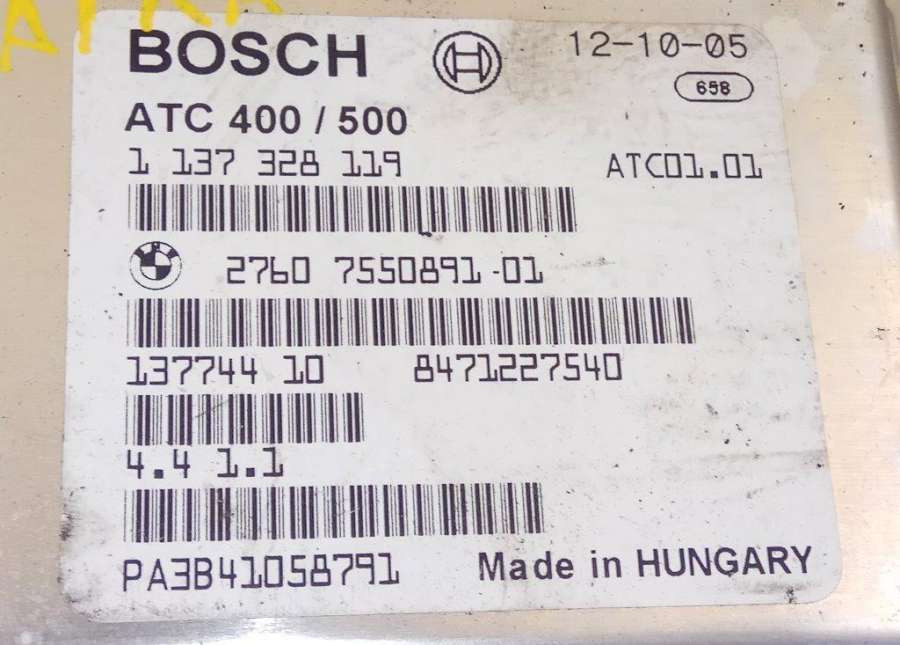 BOSCH 12-10-05
658
ATC 400 / 500
1 137 328 119 ATC01.01
2760 7550891-01
137744 10 8471227540
4.4 1.1
PA3B41058791 Made in HUNGARY